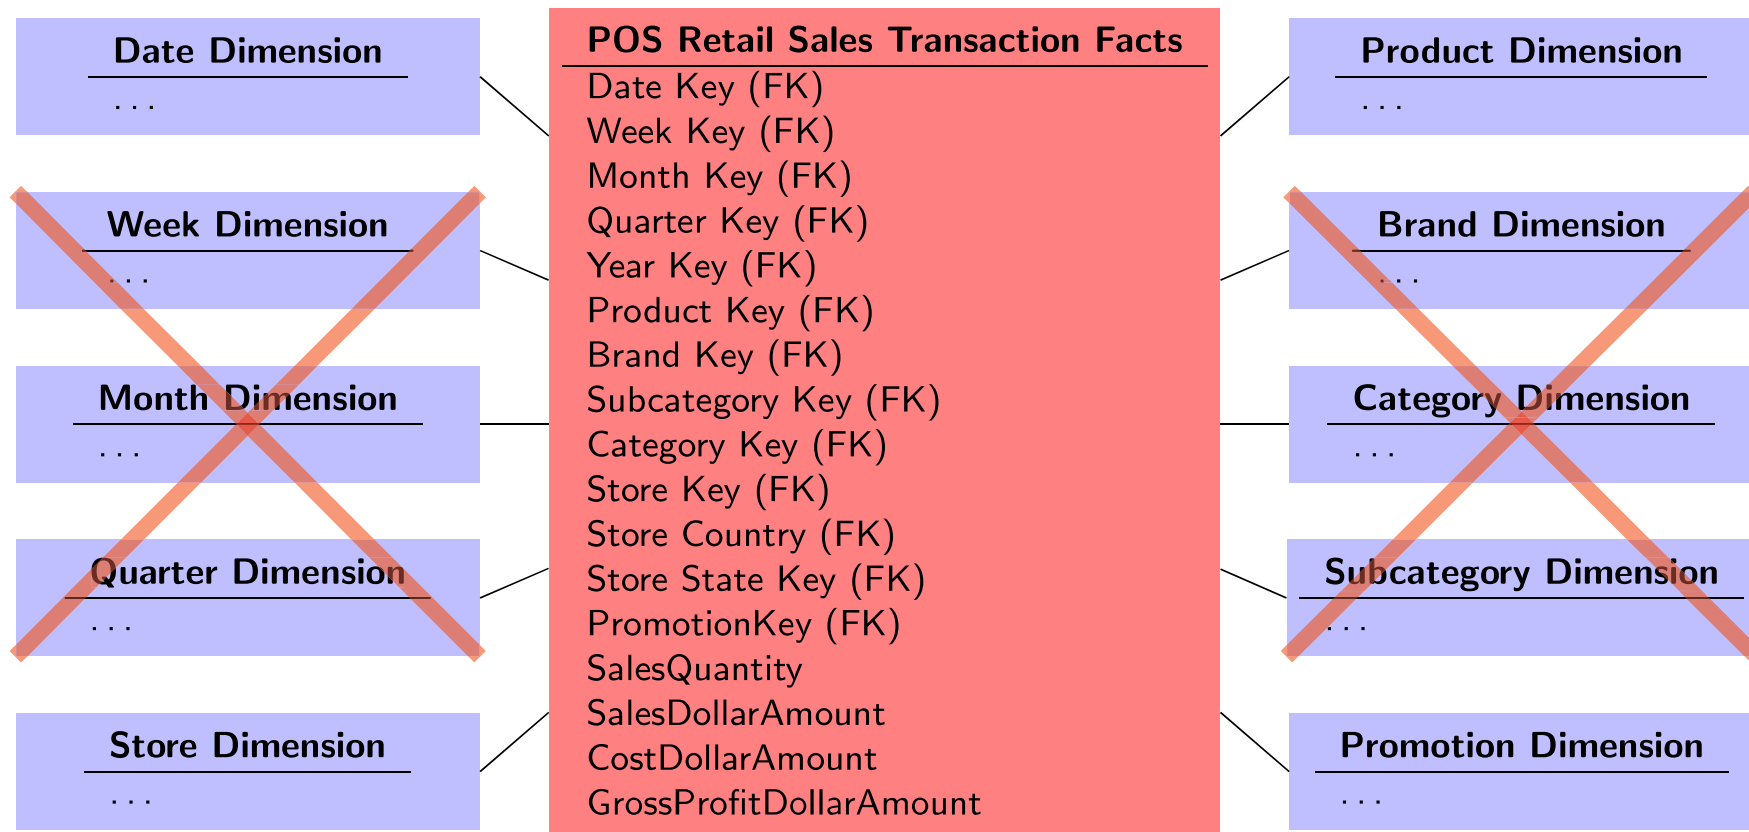 Date Dimension
. . .
Week Dimension
. . .
Month Dimension
. . .
Quarter Dimension
. . .
Store Dimension
. . .
POS Retail Sales Transaction Facts
Date Key (FK)
Week Key (FK)
Month Key (FK)
Quarter Key (FK)
Year Key (FK)
Product Key (FK)
Brand Key (FK)
Subcategory Key (FK)
Category Key (FK)
Store Key (FK)
Store Country (FK)
Store State Key (FK)
PromotionKey (FK)
SalesQuantity
SalesDollarAmount
CostDollarAmount
GrossProfitDollarAmount
Product Dimension
. . .
Brand Dimension
. . .
Category Dimension
. . .
Subcategory Dimension
. . .
Promotion Dimension
. . .